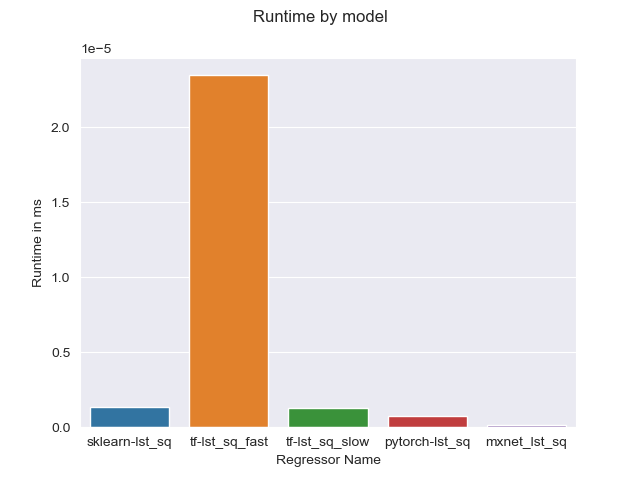 Runtime by model
1e−5
2.0
1.5
1.0
0.5
0.0
Runtime in ms
sklearn-lst_sq tf-lst_sq_fast tf-lst_sq_slow pytorch-lst_sq mxnet_lst_sq
Regressor Name